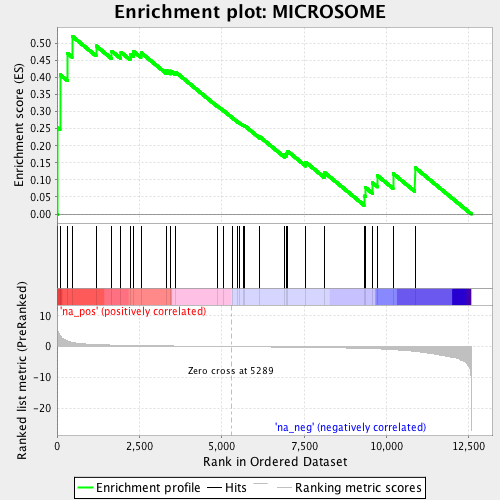 Enrichment plot: MICROSOME
Enrichment score (ES)
0.50
0.45
0.40
0.35
0.30
0.25
0.20
0.15
0.10
0.05
0.00
'na_pos' (positively correlated)
Ranked list metric (PreRanked)
10
0
-10
-20
Zero cross at 5289
'na_neg' (negatively correlated)
0 2,500 5,000 7,500 10,000 12,500
Rank in Ordered Dataset
Enrichment profile Hits Ranking metric scores